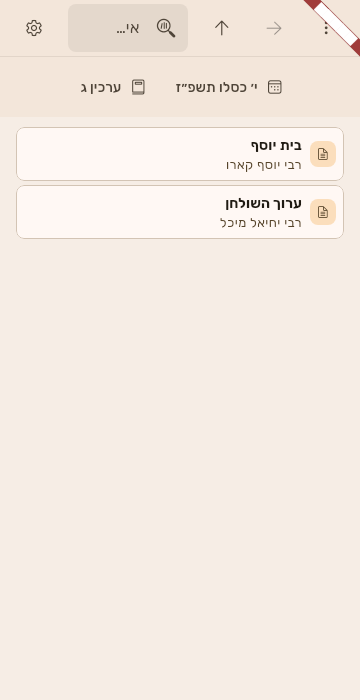 אי...
י׳ כסלו תשפ״ז
ערכין ג
בית יוסף
רבי יוסף קארו
ערוך השולחן
רבי יחיאל מיכל